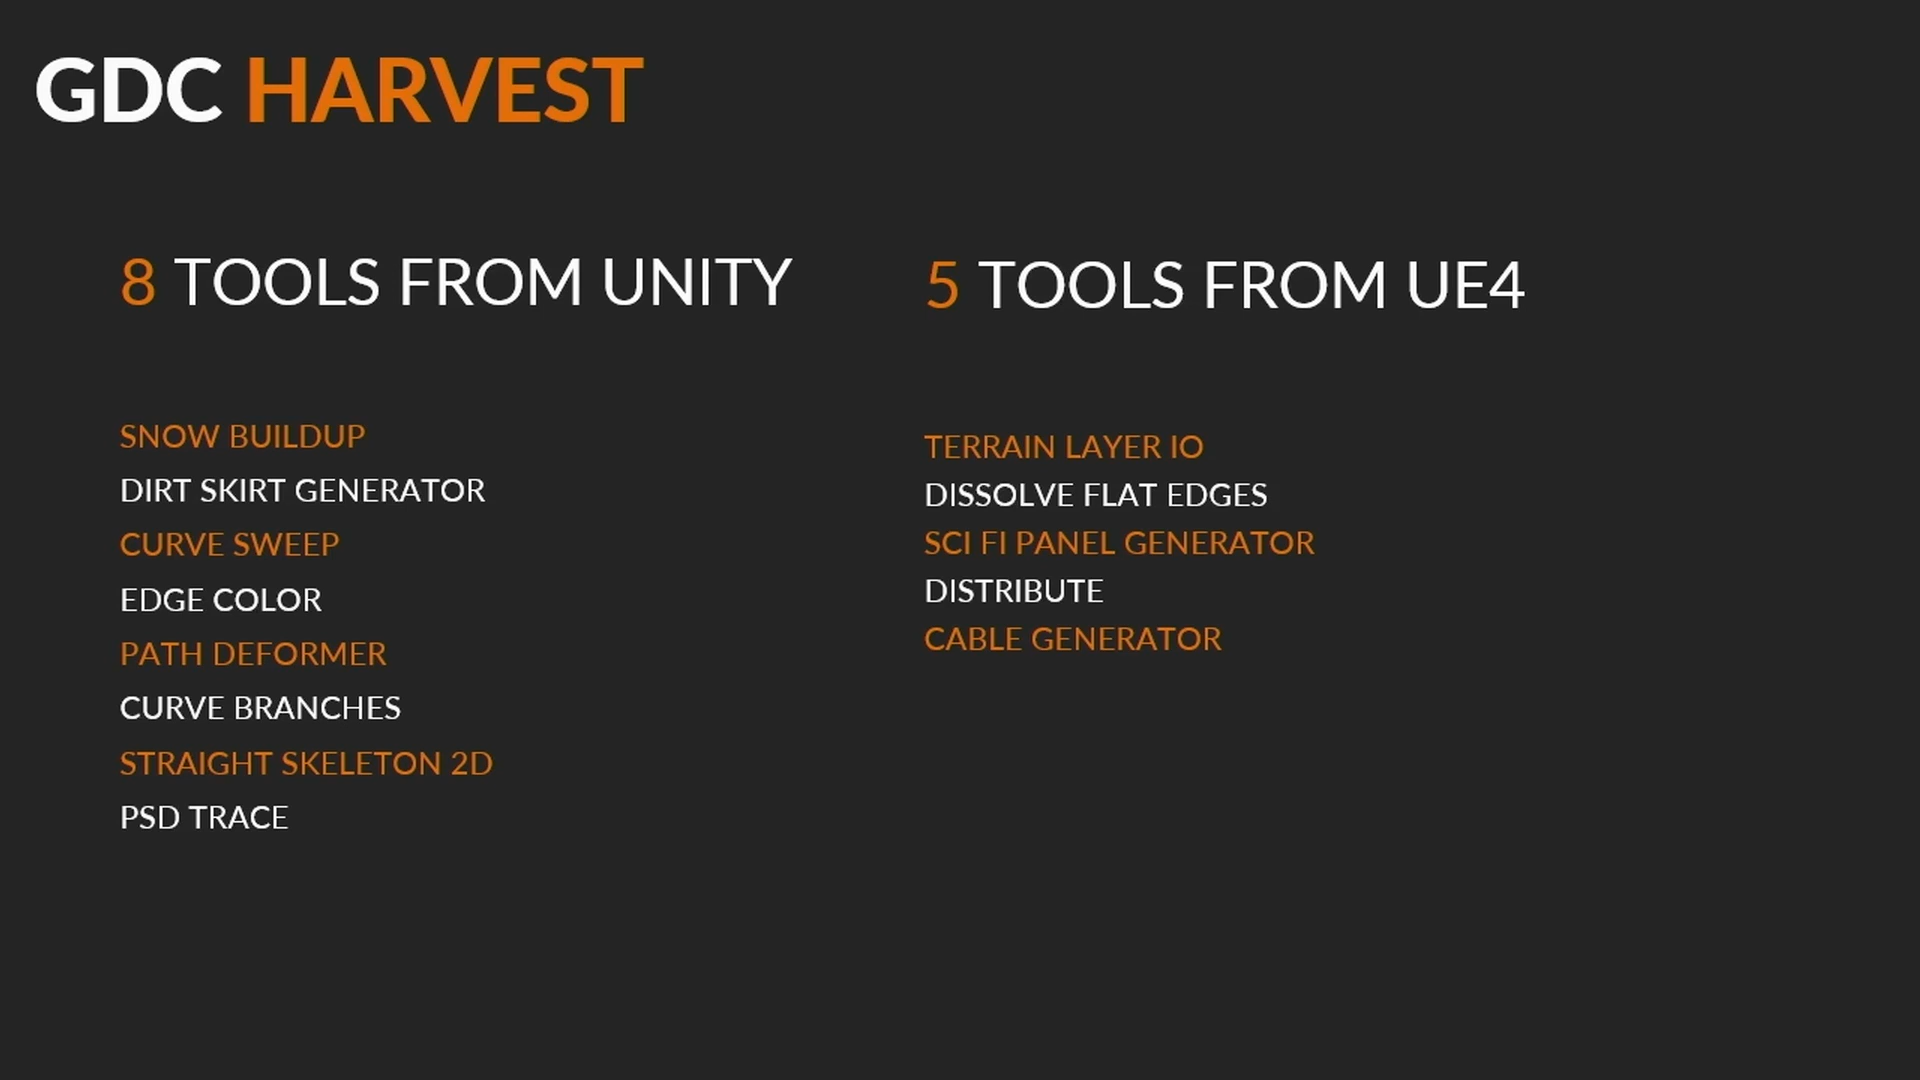 GDC HARVEST
8 TOOLS FROM UNITY
SNOW BUILDUP
DIRT SKIRT GENERATOR
CURVE SWEEP
EDGE COLOR
PATH DEFORMER
CURVE BRANCHES
STRAIGHT SKELETON 2D
PSD TRACE
5 TOOLS FROM UE4
TERRAIN LAYER IO
DISSOLVE FLAT EDGES
SCI FI PANEL GENERATOR
DISTRIBUTE
CABLE GENERATOR